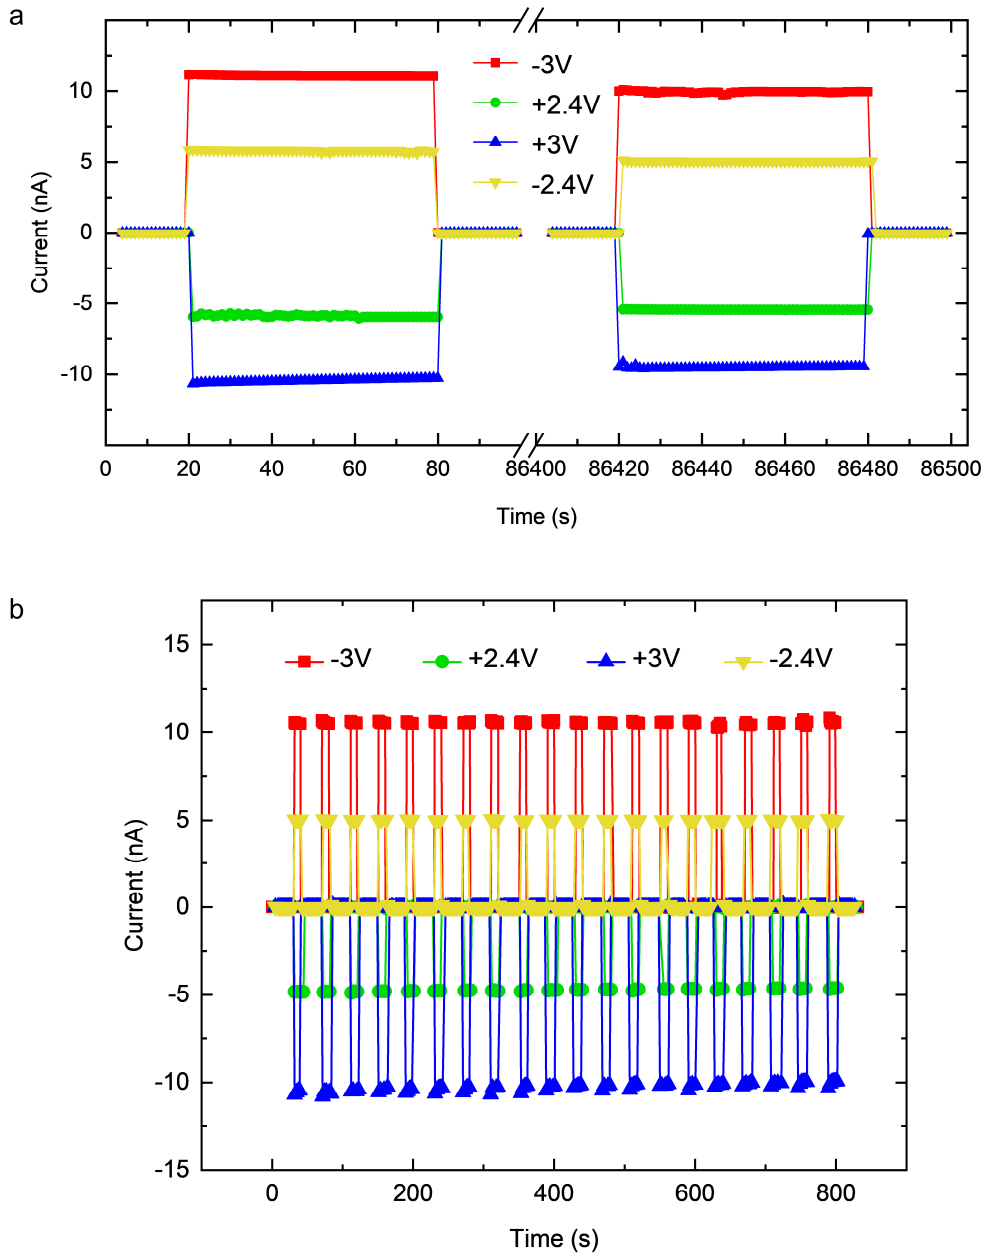 a
-3V
+2.4V
+3V
-2.4V
10
5
0
-5
-10
Current (nA)
0 20 40 60 80 86400 86420 86440 86460 86480 86500
Time (s)
b
-3V +2.4V +3V -2.4V
15
10
5
0
-5
-10
-15
Current (nA)
0 200 400 600 800
Time (s)